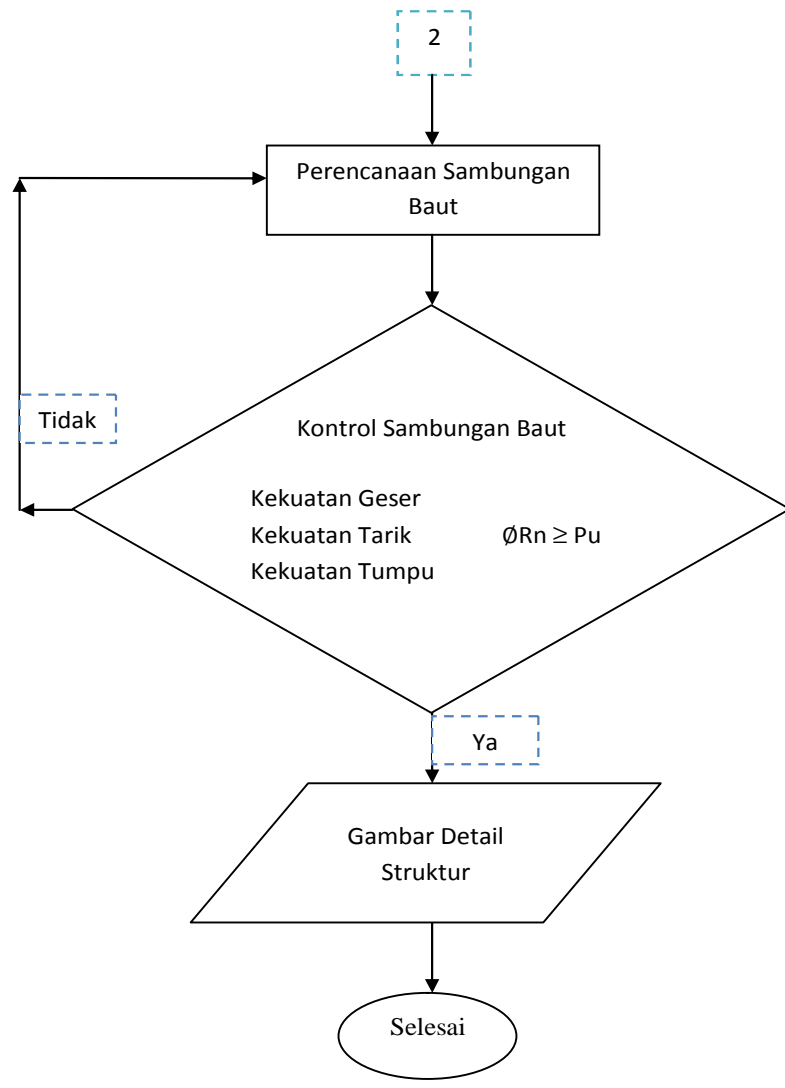 2
Perencanaan Sambungan
Baut
Tidak
Kontrol Sambungan Baut
Kekuatan Geser
Kekuatan Tarik ØRn ≥ Pu
Kekuatan Tumpu
Ya
Gambar Detail
Struktur
Selesai